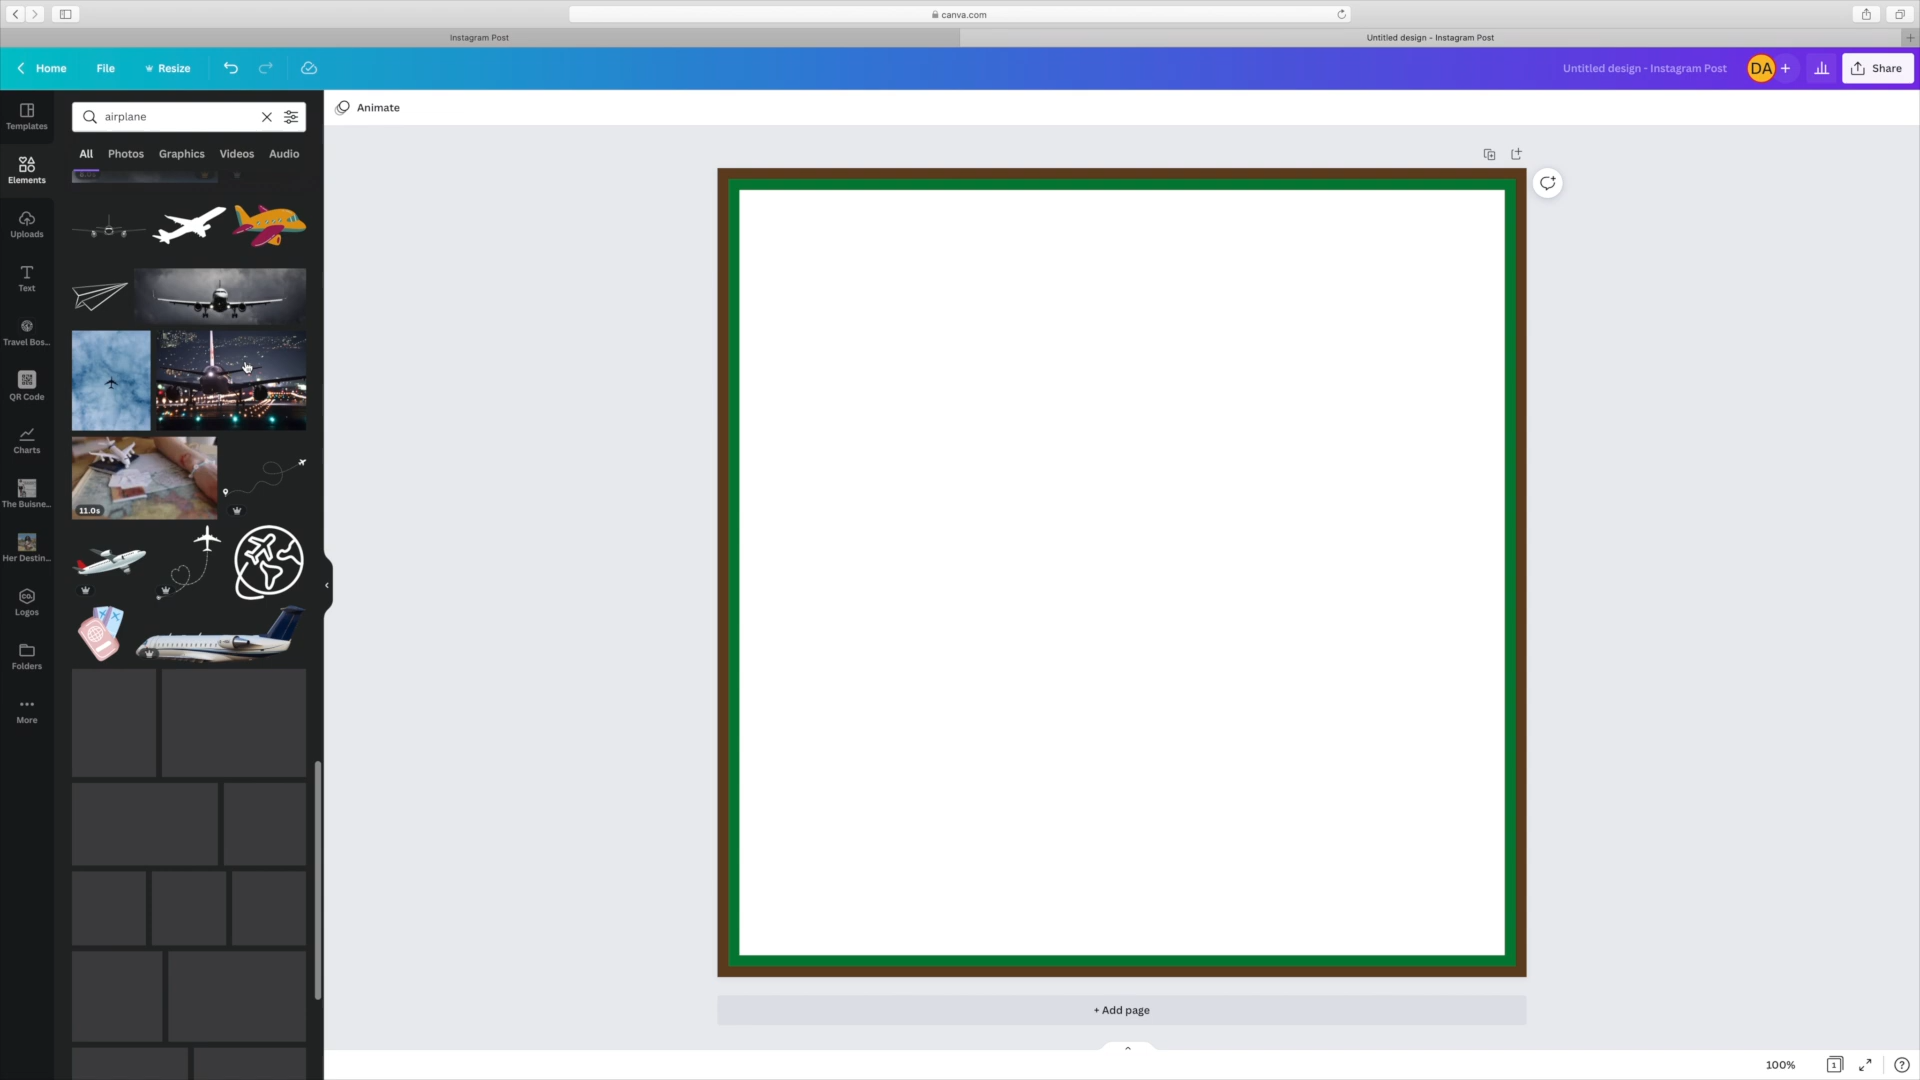 canva.com
Instagram Post
Untitled design - Instagram Post
Home
File
Resize
Untitled design - Instagram Post
DA
+
Share
Templates
airplane
Animate
All
Photos
Graphics
Videos
Audio
Elements
Uploads
Text
Travel Bos...
QR Code
Charts
The Buisne...
11.0s
Her Destin...
CO.
Logos
Folders
More
+ Add page
100%
1
?